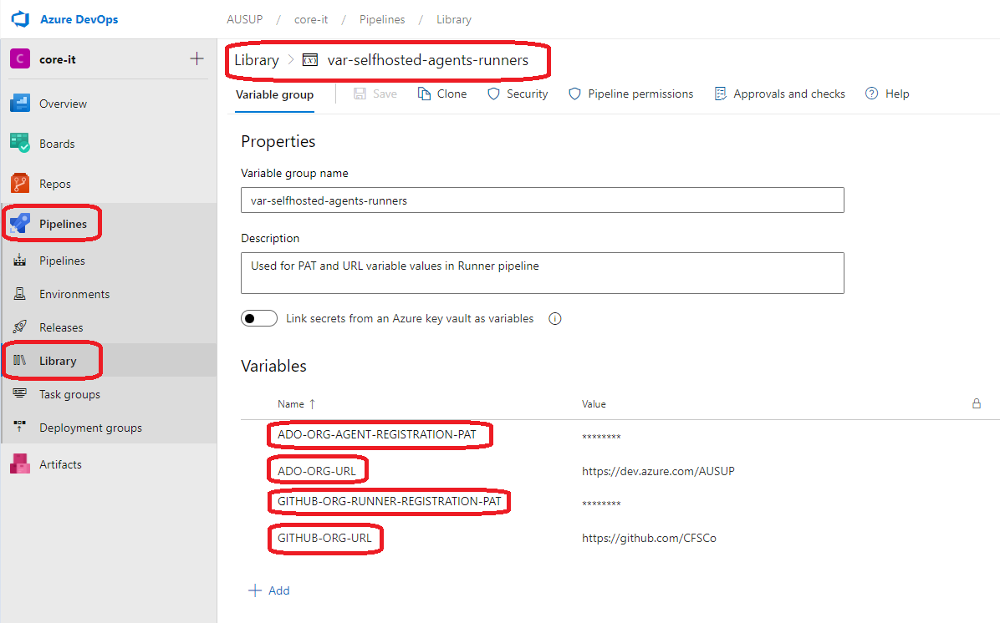 Azure DevOps
AUSUP / core-it / Pipelines / Library
C core-it +
Overview
Boards
Repos
Pipelines
Pipelines
Environments
Releases
Library
Task groups
Deployment groups
Artifacts
Library > (x) var-selfhosted-agents-runners
Variable group Save Clone Security Pipeline permissions Approvals and checks ? Help
Properties
Variable group name
var-selfhosted-agents-runners
Description
Used for PAT and URL variable values in Runner pipeline
Link secrets from an Azure key vault as variables i
Variables
Name ↑ Value
ADO-ORG-AGENT-REGISTRATION-PAT ********
ADO-ORG-URL https://dev.azure.com/AUSUP
GITHUB-ORG-RUNNER-REGISTRATION-PAT ********
GITHUB-ORG-URL https://github.com/CFSCo
+ Add